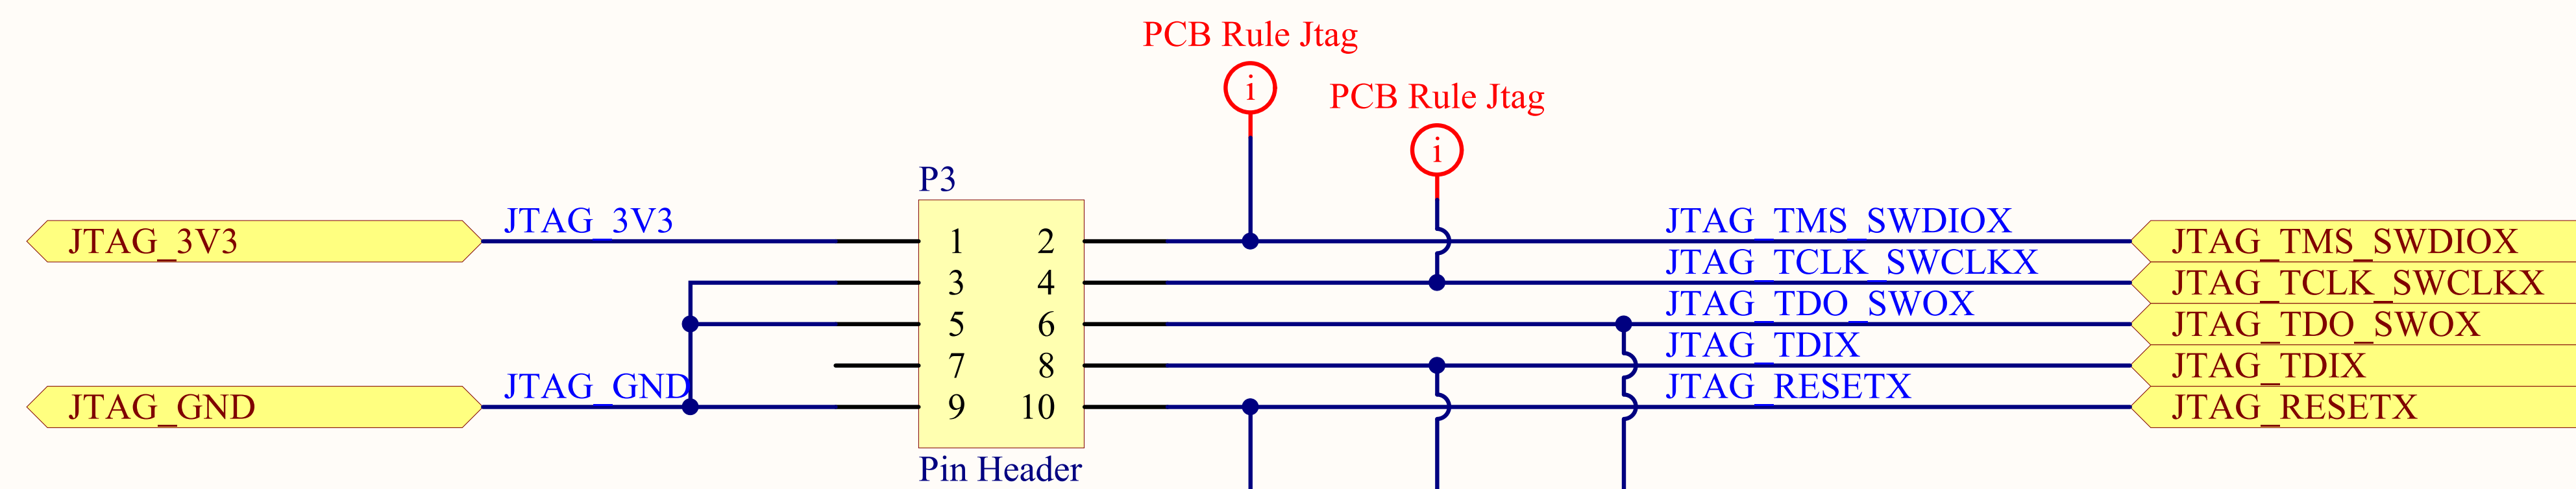 PCB Rule Jtag
i
PCB Rule Jtag
i
P3
JTAG_3V3 JTAG_3V3 1 2 JTAG_TMS_SWDIOX JTAG_TMS_SWDIOX
3 4 JTAG_TCLK_SWCLKX JTAG_TCLK_SWCLKX
5 6 JTAG_TDO_SWOX JTAG_TDO_SWOX
7 8 JTAG_TDIX JTAG_TDIX
JTAG_GND JTAG_GND 9 10 JTAG_RESETX JTAG_RESETX
Pin Header